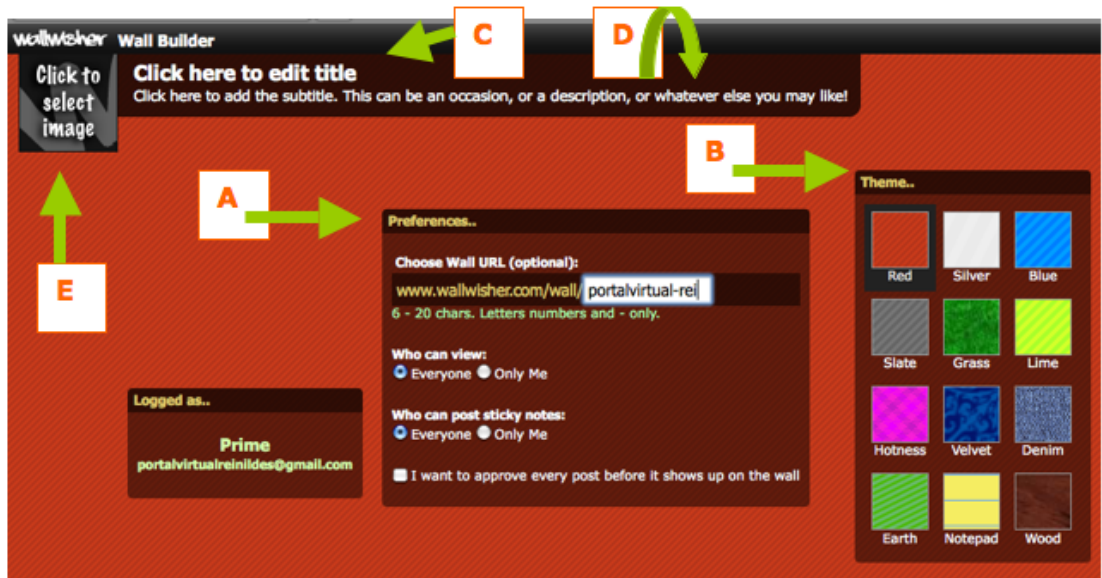 C
D
wallwisher Wall Builder
Click to
select
image
Click here to edit title
Click here to add the subtitle. This can be an occasion, or a description, or whatever else you may like!
B
A
E
Theme..
Red Silver Blue
Slate Grass Lime
Hotness Velvet Denim
Earth Notepad Wood
Preferences..
Choose Wall URL (optional):
www.wallwisher.com/wall/ portalvirtual-rei
6 - 20 chars. Letters numbers and - only.
Who can view:
Everyone Only Me
Who can post sticky notes:
Everyone Only Me
I want to approve every post before it shows up on the wall
Logged as..
Prime
portalvirtualreinildes@gmail.com